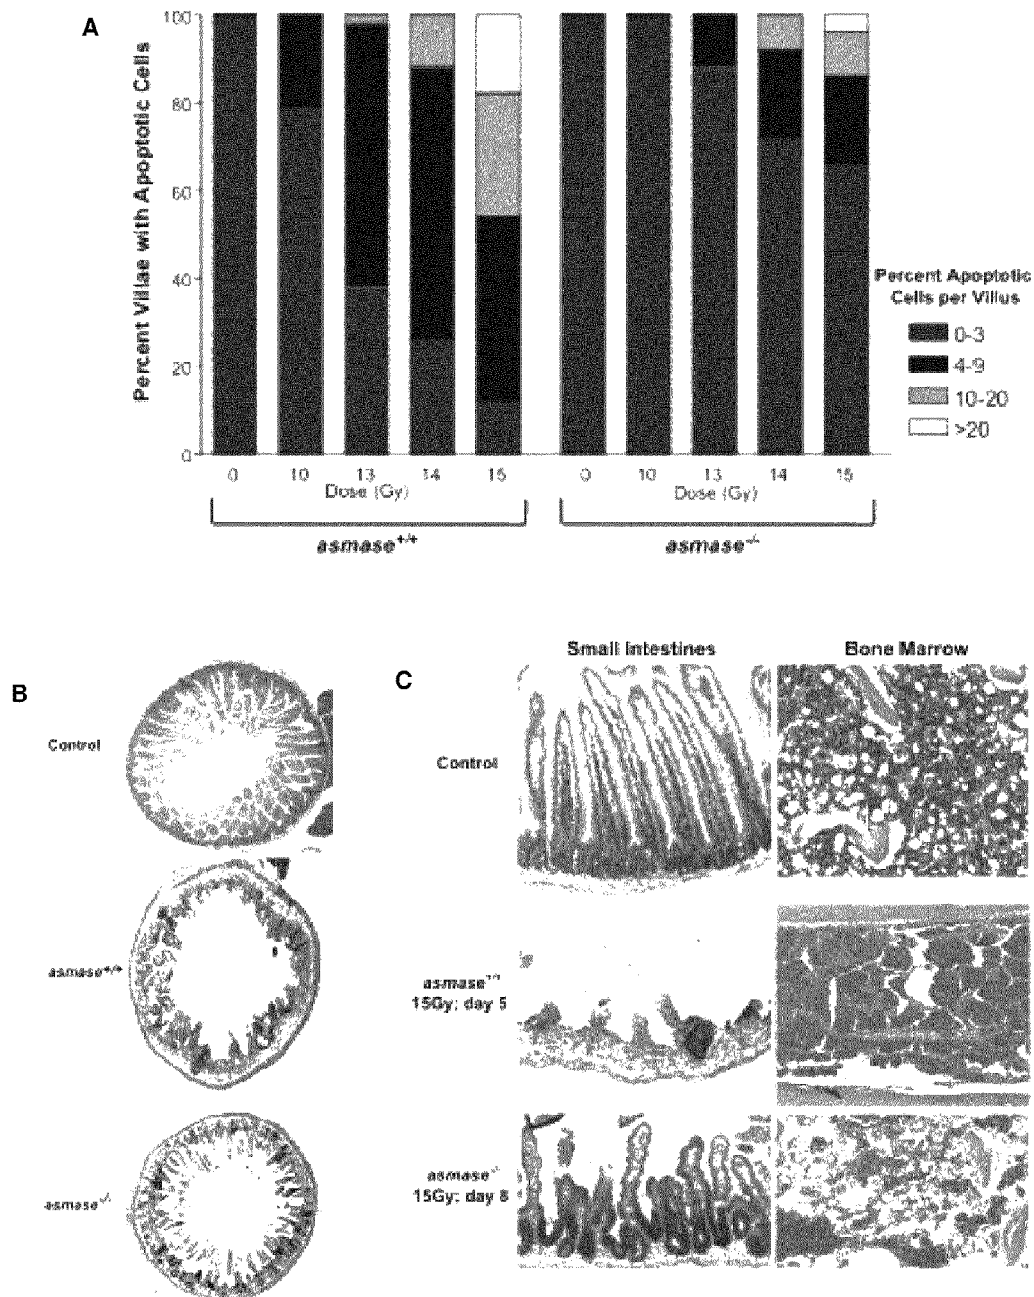 A
Percent Villae with Apoptotic Cells
100
80
60
40
20
0
0 10 13 14 15
Dose (Gy)
asmase+/+
0 10 13 14 15
Dose (Gy)
asmase-/-
Percent Apoptotic
Cells per Villus
0-3
4-9
10-20
>20
B
Control
asmase+/+
asmase-/-
C
Small Intestines
Bone Marrow
Control
asmase+/+
15Gy; day 5
asmase-/-
15Gy; day 8